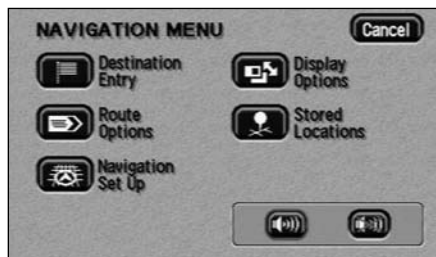 NAVIGATION MENU
Cancel
Destination
Entry
Display
Options
Route
Options
Stored
Locations
Navigation
Set Up